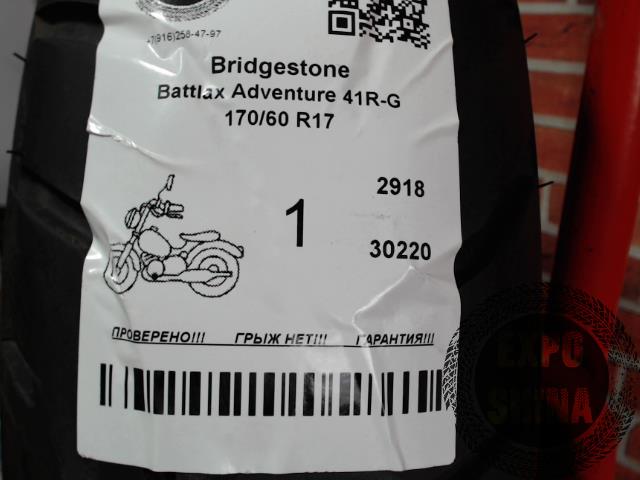 +7(916)258-47-97
Bridgestone
Battlax Adventure 41R-G
170/60 R17
2918
1
30220
ПРОВЕРЕНО!!! ГРЫЖ НЕТ!!! ГАРАНТИЯ!!!
EXPO
SHINA